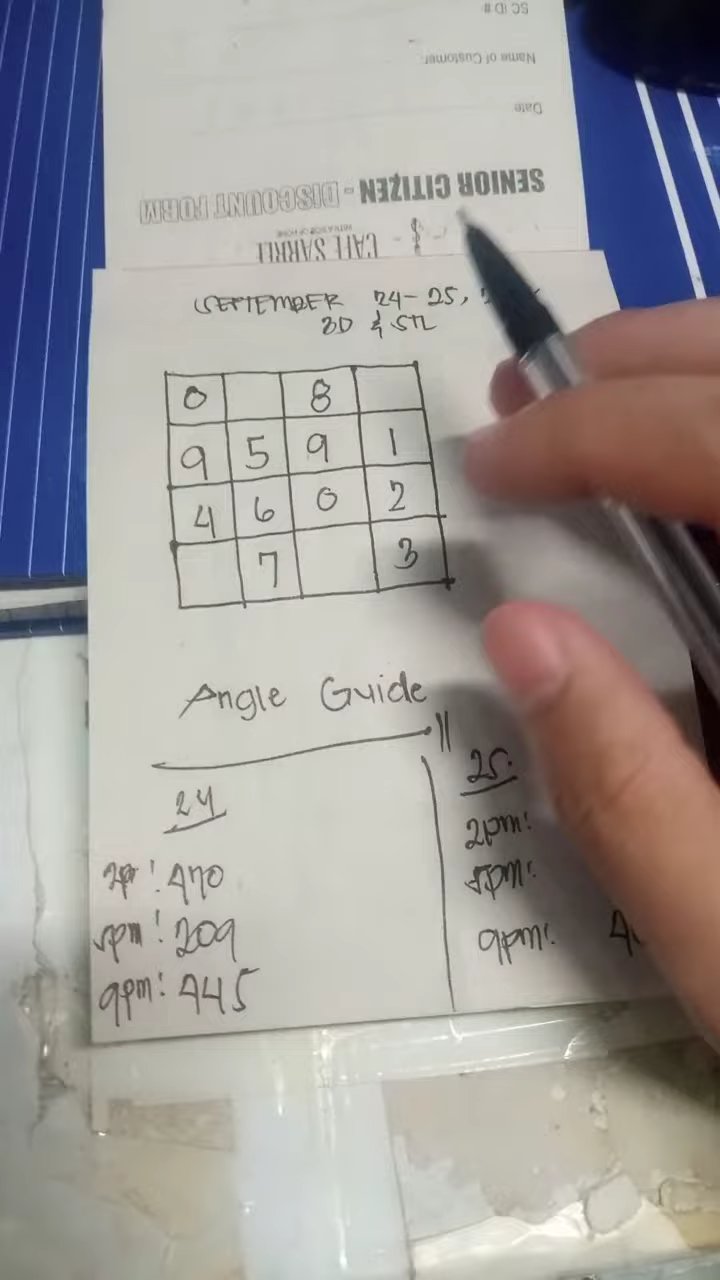 SC ID #
Name of Customer
Date
SENIOR CITIZEN - DISCOUNT FORM
SEPTEMBER 24-25,
3D & STL
0 8
9 5 9 1
4 6 0 2
7 3
Angle Guide
24
2pm: 470
5pm: 209
9pm: 445
25
2pm:
5pm:
9pm: